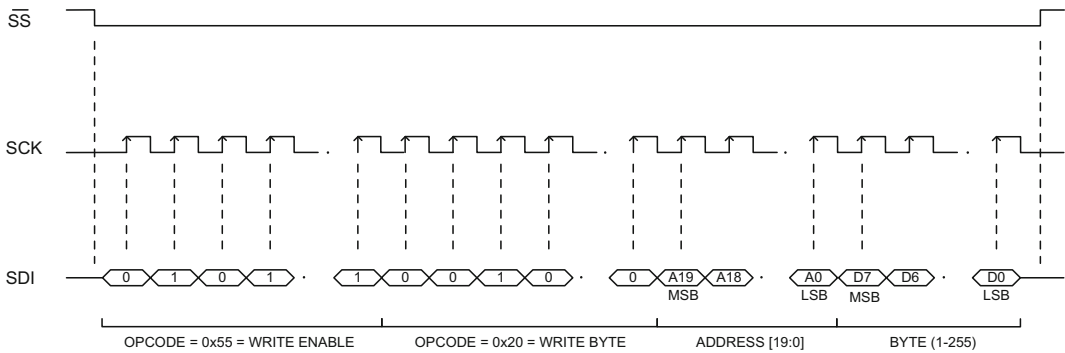 SS
SCK
SDI 0 1 0 1 1 0 0 1 0 0 A19 A18 A0 D7 D6 D0
MSB LSB MSB LSB
OPCODE = 0x55 = WRITE ENABLE OPCODE = 0x20 = WRITE BYTE ADDRESS [19:0] BYTE (1-255)